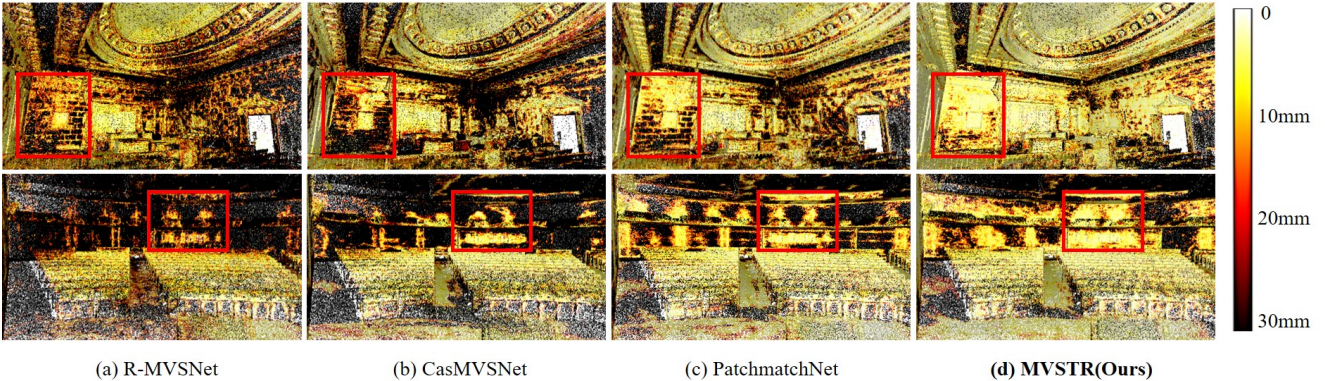 0
10mm
20mm
30mm
(a) R-MVSNet
(b) CasMVSNet
(c) PatchmatchNet
(d) MVSTR(Ours)